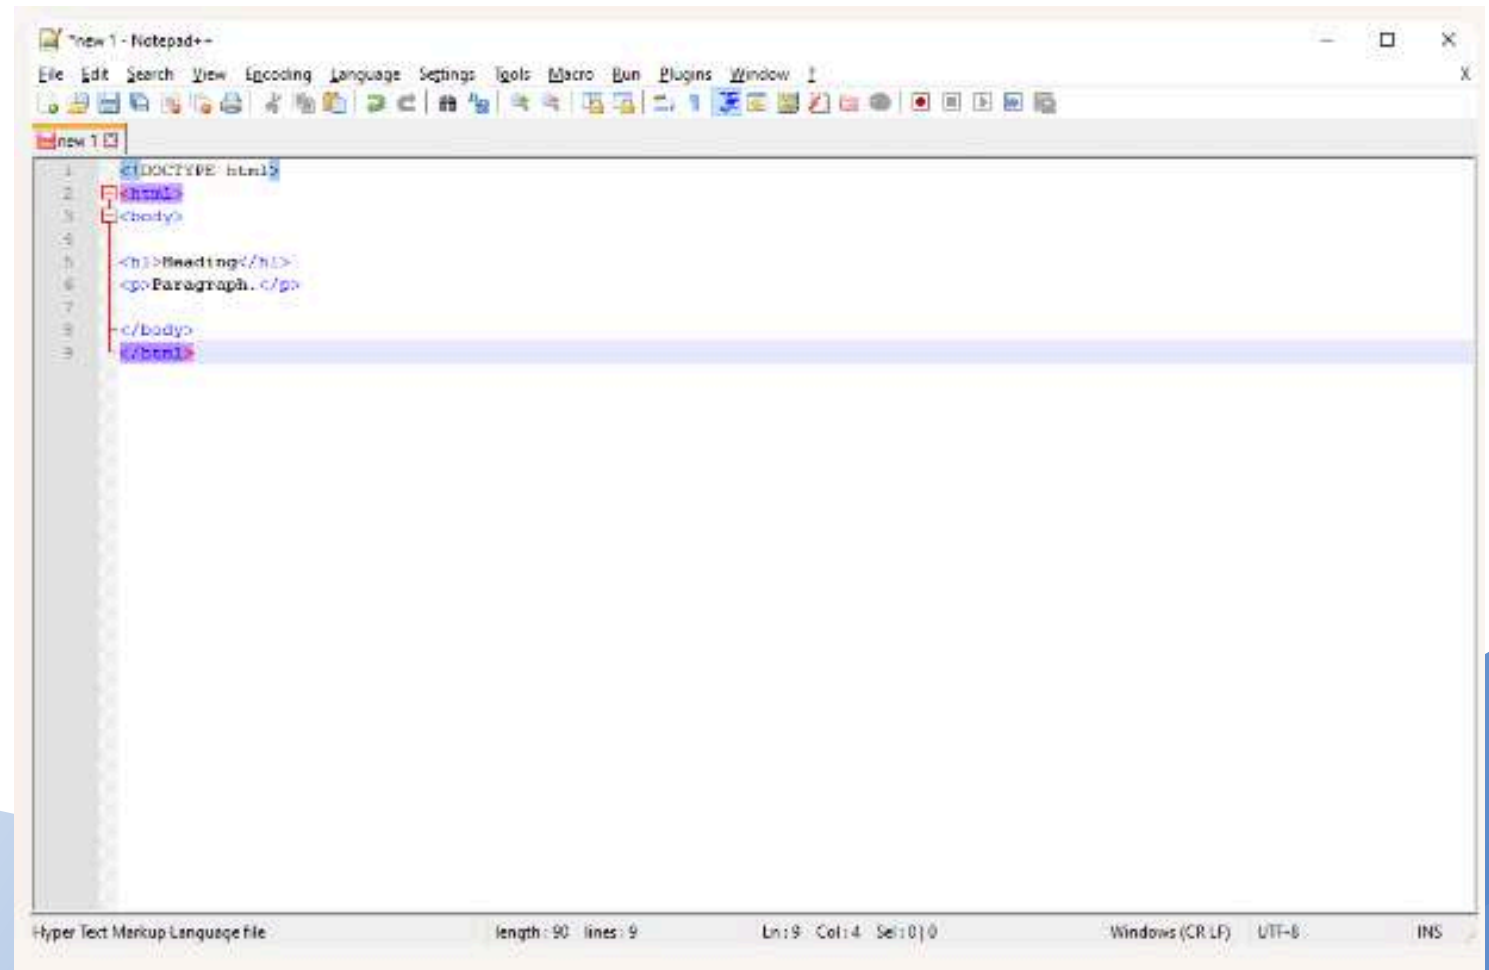 *new 1 - Notepad++
File Edit Search View Encoding Language Settings Tools Macro Run Plugins Window ?
X
new 1
1 <!DOCTYPE html>
2 <html>
3 <body>
4
5 <h1>Heading</h1>
6 <p>Paragraph.</p>
7
8 </body>
9 </html>
Hyper Text Markup Language file length : 90 lines : 9 Ln : 9 Col : 4 Sel : 0 | 0 Windows (CR LF) UTF-8 INS